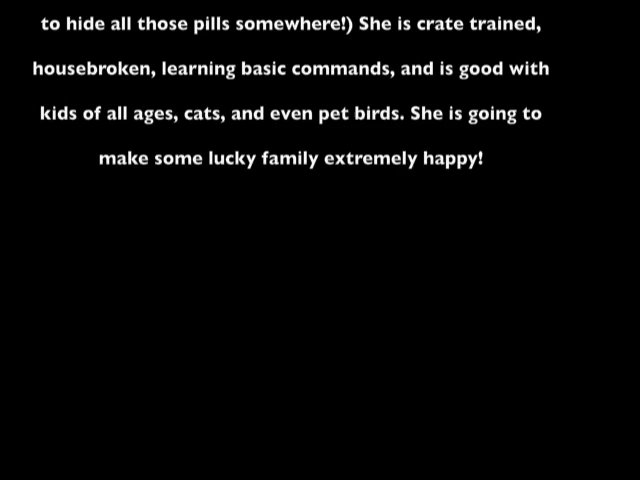 to hide all those pills somewhere!) She is crate trained,
housebroken, learning basic commands, and is good with
kids of all ages, cats, and even pet birds. She is going to
make some lucky family extremely happy!